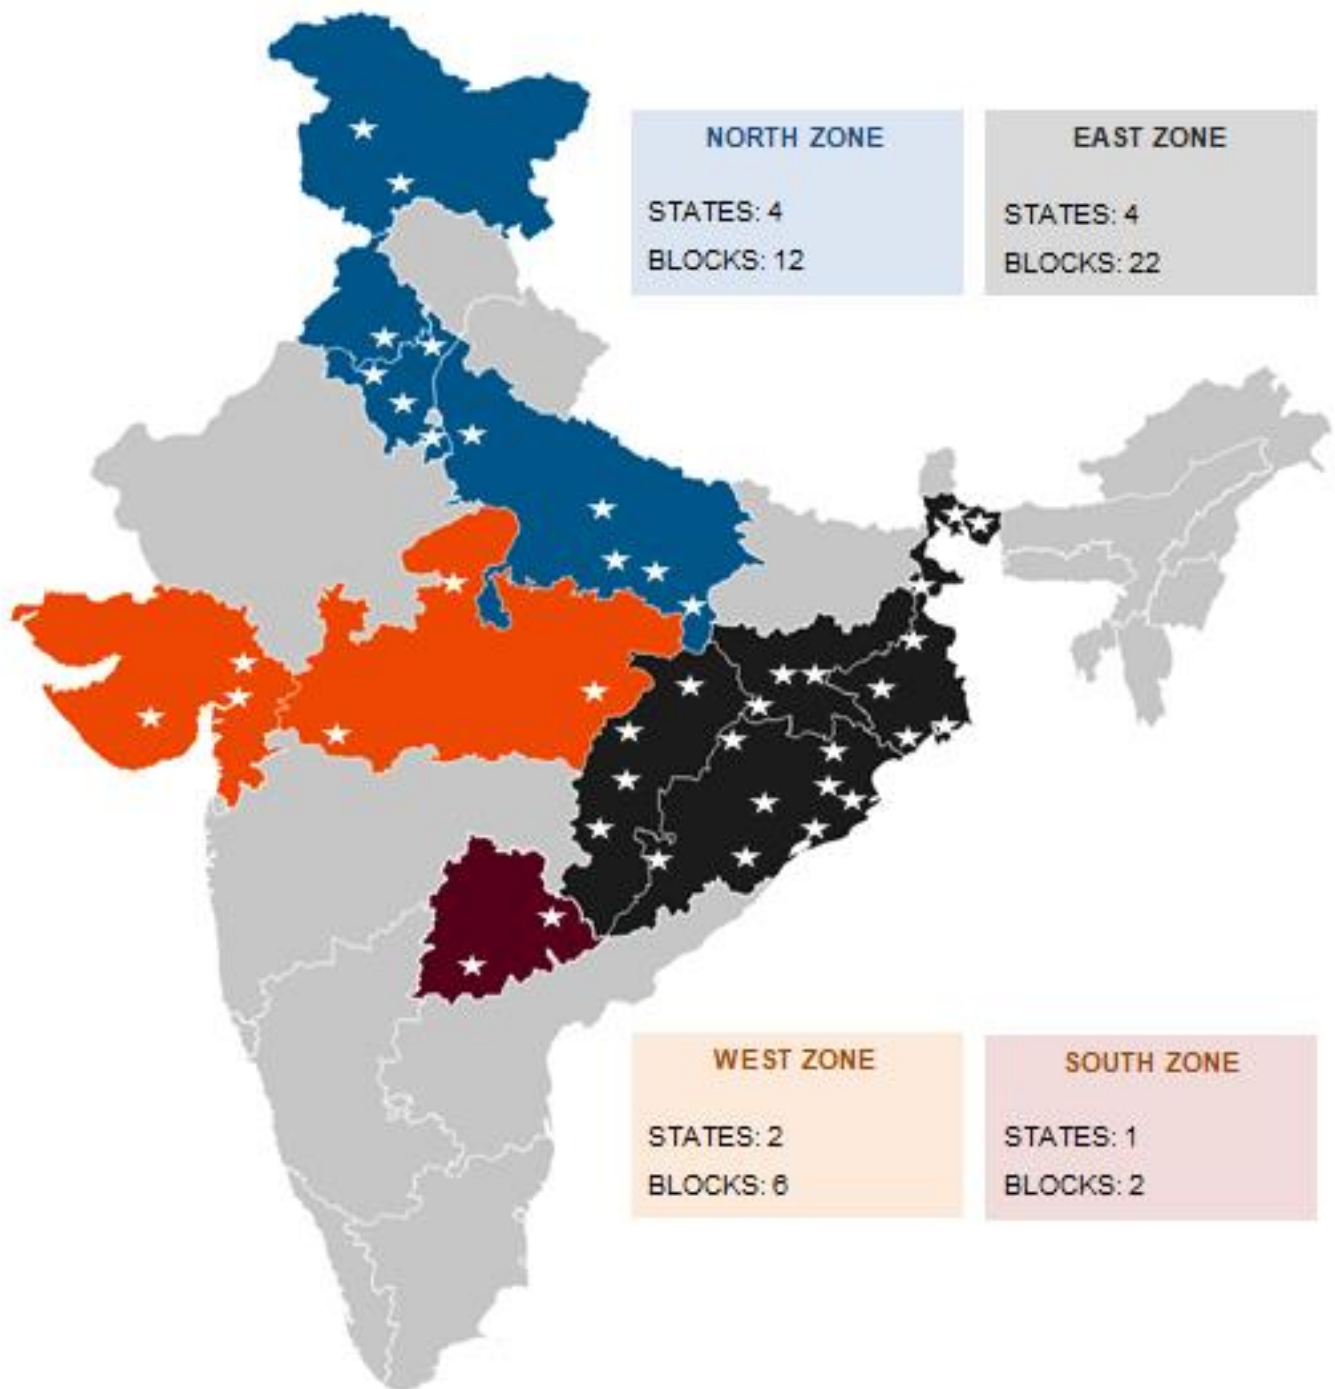 NORTH ZONE
STATES: 4
BLOCKS: 12
EAST ZONE
STATES: 4
BLOCKS: 22
WEST ZONE
STATES: 2
BLOCKS: 6
SOUTH ZONE
STATES: 1
BLOCKS: 2